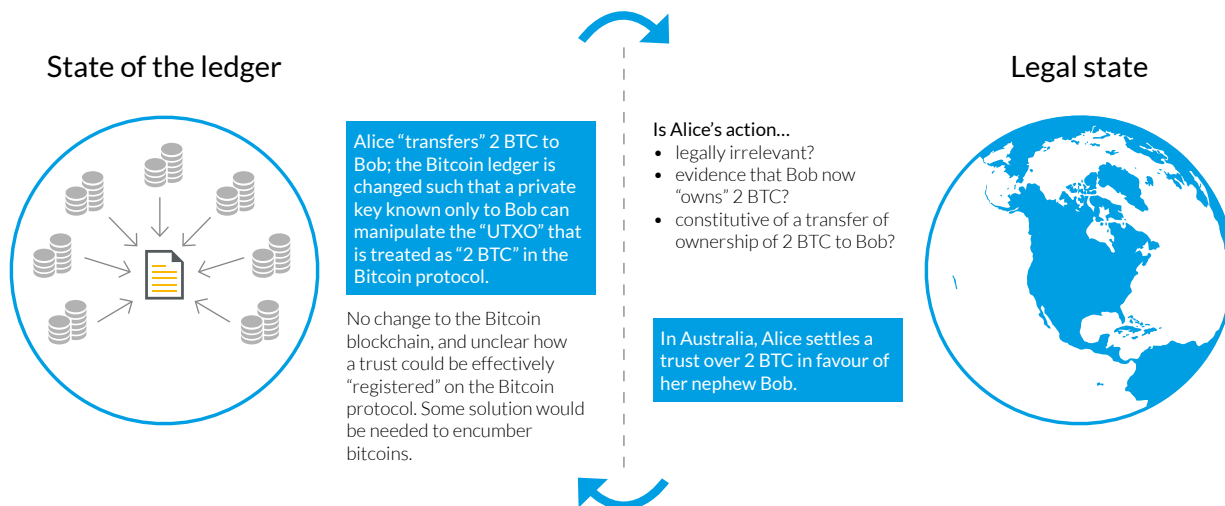 State of the ledger
Alice “transfers” 2 BTC to
Bob; the Bitcoin ledger is
changed such that a private
key known only to Bob can
manipulate the “UTXO” that
is treated as “2 BTC” in the
Bitcoin protocol.
No change to the Bitcoin
blockchain, and unclear how
a trust could be effectively
“registered” on the Bitcoin
protocol. Some solution would
be needed to encumber
bitcoins.
Legal state
Is Alice’s action…
• legally irrelevant?
• evidence that Bob now
“owns” 2 BTC?
• constitutive of a transfer of
ownership of 2 BTC to Bob?
In Australia, Alice settles a
trust over 2 BTC in favour of
her nephew Bob.